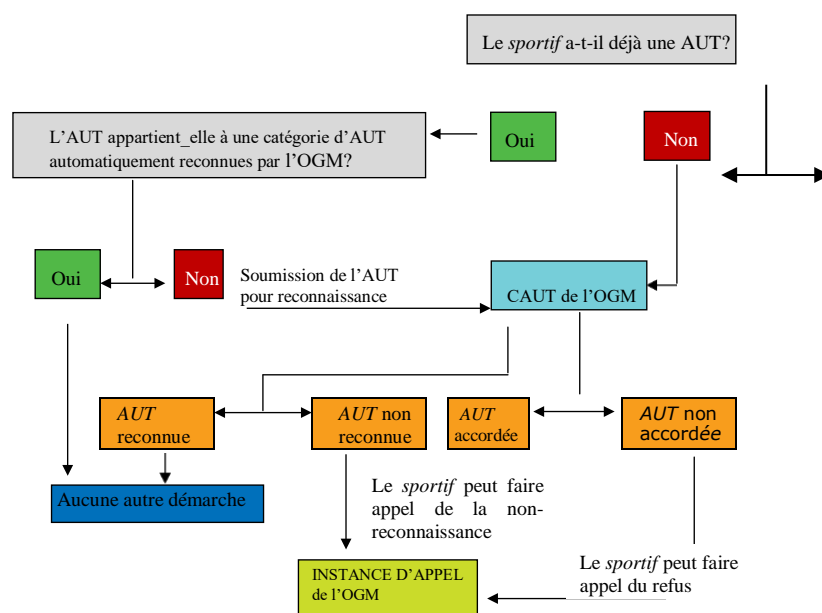 Le sportif a-t-il déjà une AUT?
L'AUT appartient_elle à une catégorie d'AUT
automatiquement reconnues par l'OGM?
Oui
Non
Oui
Non
Soumission de l'AUT
pour reconnaissance
CAUT de l'OGM
AUT
reconnue
AUT non
reconnue
AUT
accordée
AUT non
accordée
Aucune autre démarche
Le sportif peut faire
appel de la non-
reconnaissance
INSTANCE D'APPEL
de l'OGM
Le sportif peut faire
appel du refus